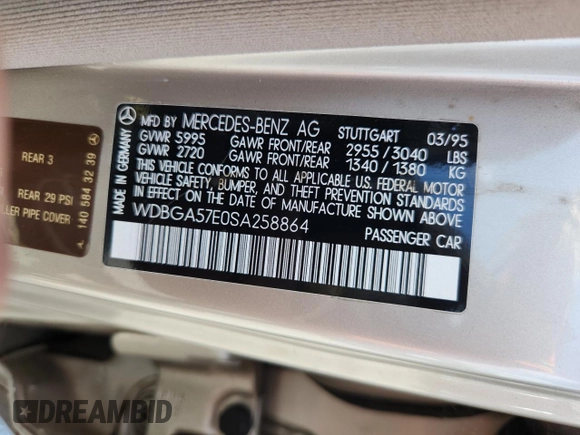 MFD BY MERCEDES-BENZ AG STUTTGART 03/95
GVWR 5995 GAWR FRONT/REAR 2955/3040 LBS
GVWR 2720 GAWR FRONT/REAR 1340/1380 KG
THIS VEHICLE CONFORMS TO ALL APPLICABLE U.S. FEDERAL MOTOR
VEHICLE SAFETY, BUMPER, AND THEFT PREVENTION STANDARDS
IN EFFECT ON THE DATE OF MANUFACTURE SHOWN ABOVE
WDBGA57E0SA258864 PASSENGER CAR
MADE IN GERMANY
REAR 3
REAR 29 PSI
PIPE COVER
A 140 584 32 39
DREAMBID